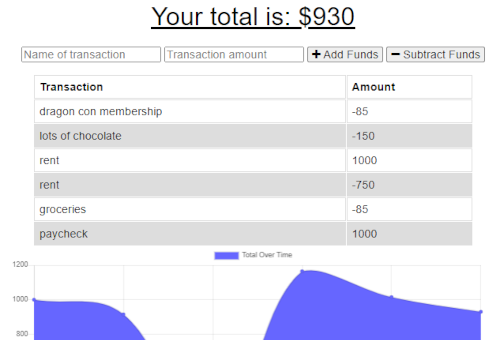 Your total is: $930
Name of transaction Transaction amount + Add Funds − Subtract Funds
Transaction Amount
dragon con membership -85
lots of chocolate -150
rent 1000
rent -750
groceries -85
paycheck 1000
Total Over Time
1200
1000
800